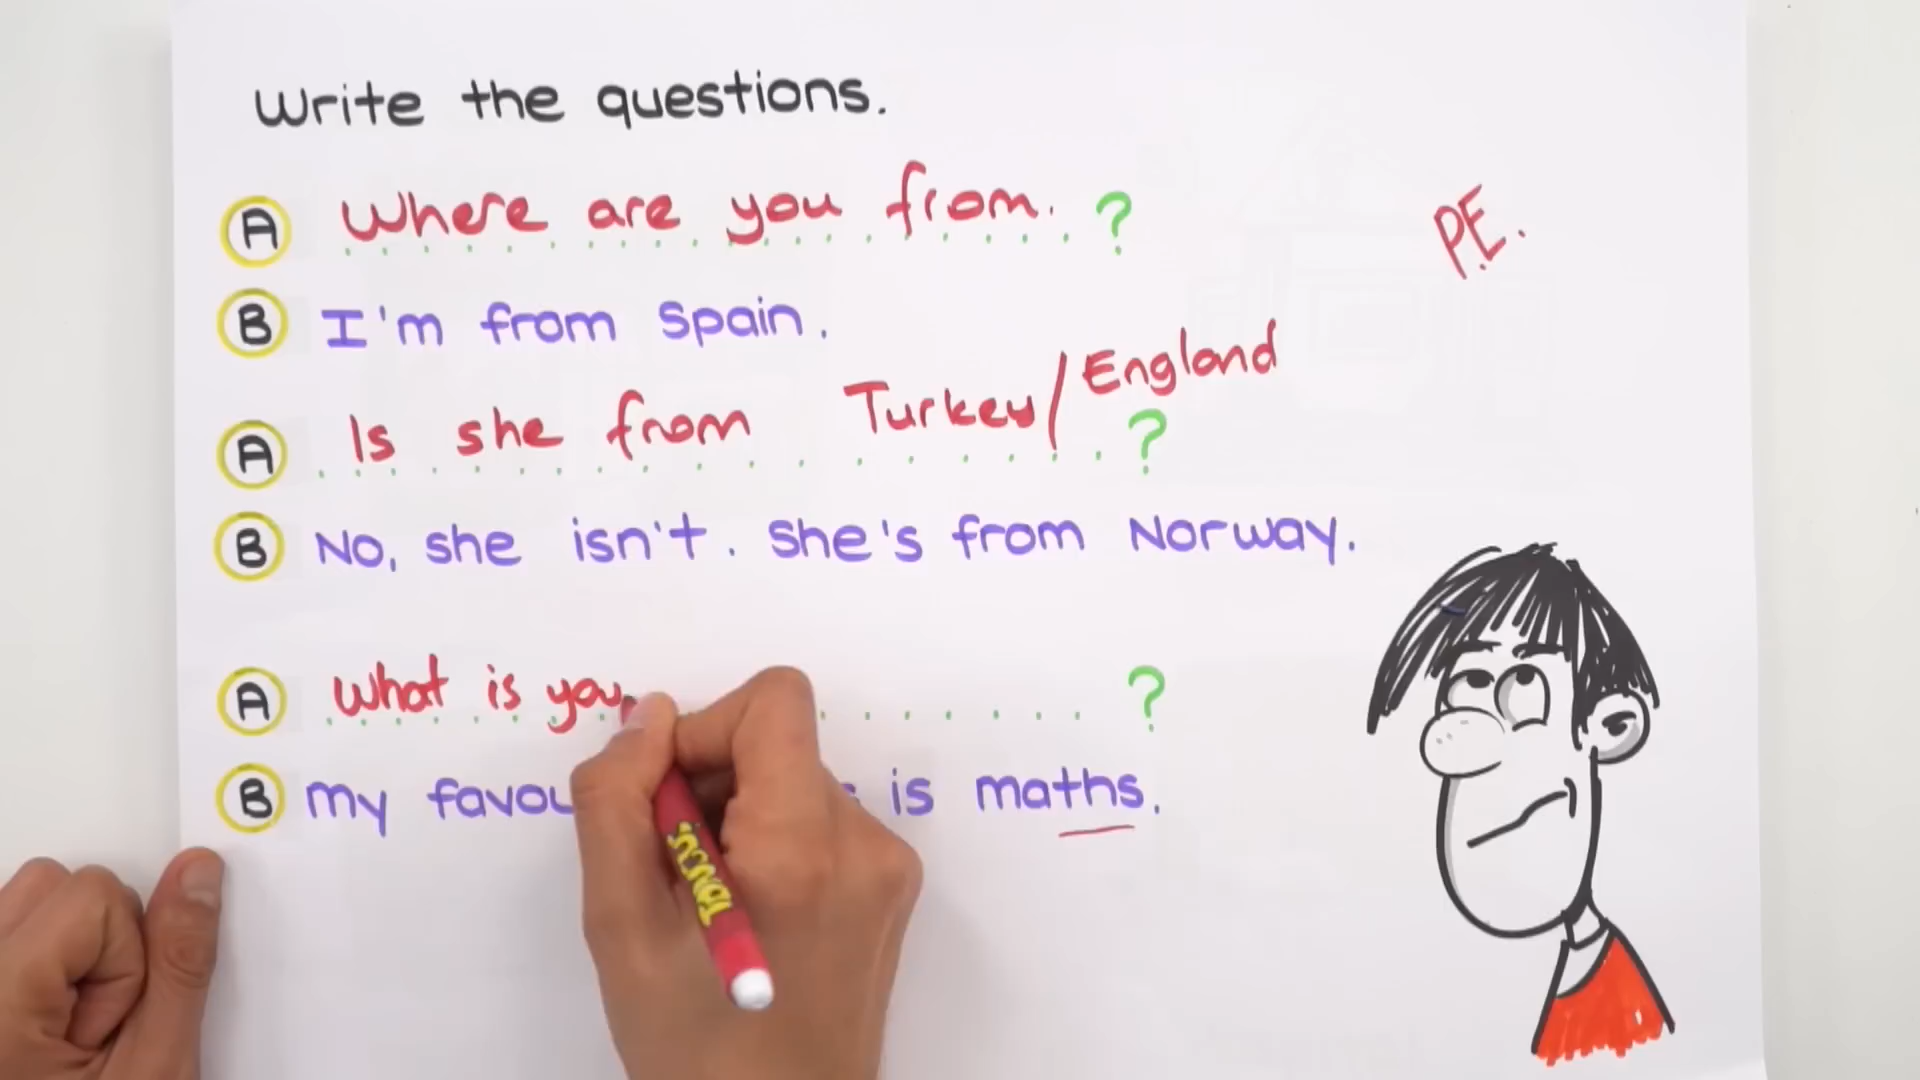 Write the questions.
A Where are you from. ?
P.E.
B I'm from Spain.
A Is she from Turkey/England ?
B No, she isn't. She's from Norway.
A What is you ?
B my is maths.